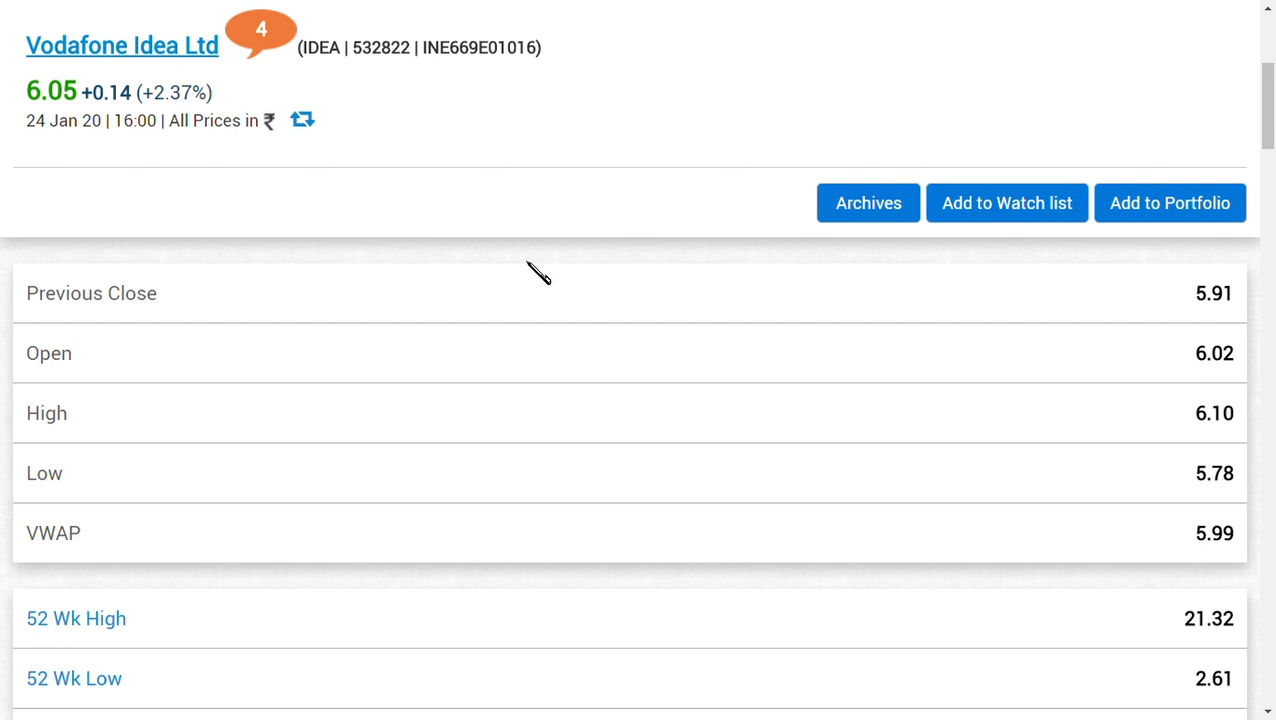 Vodafone Idea Ltd 4 (IDEA | 532822 | INE669E01016)
6.05 +0.14 (+2.37%)
24 Jan 20 | 16:00 | All Prices in ₹
Archives Add to Watch list Add to Portfolio
Previous Close 5.91
Open 6.02
High 6.10
Low 5.78
VWAP 5.99
52 Wk High 21.32
52 Wk Low 2.61